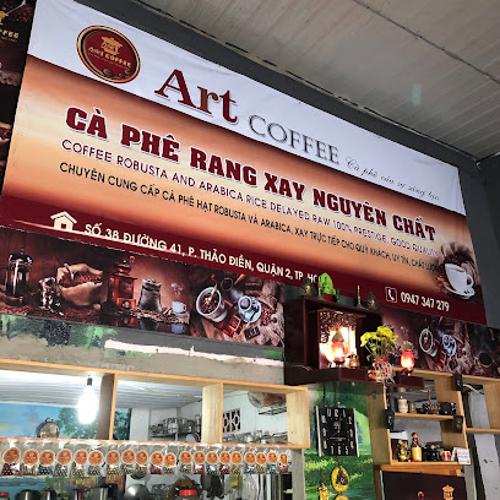 Art COFFEE
Art COFFEE
Cà phê của sự sáng tạo
CÀ PHÊ RANG XAY NGUYÊN CHẤT
COFFEE ROBUSTA AND ARABICA RICE DELAYED RAW 100% PRESTIGE, GOOD QUALITY
CHUYÊN CUNG CẤP CÀ PHÊ HẠT ROBUSTA VÀ ARABICA, XAY TRỰC TIẾP CHO QUÝ KHÁCH, UY TÍN, CHẤT LƯỢNG
SỐ 38 ĐƯỜNG 41, P. THẢO ĐIỀN, QUẬN 2, TP. HCM
0947 347 279